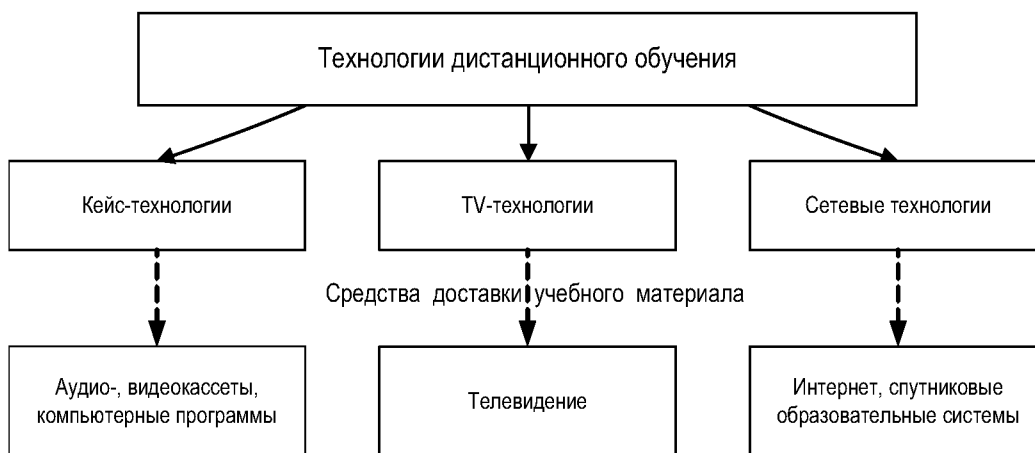 Технологии дистанционного обучения
Кейс-технологии
TV-технологии
Сетевые технологии
Средства доставки учебного материала
Аудио-, видеокассеты,
компьютерные программы
Телевидение
Интернет, спутниковые
образовательные системы